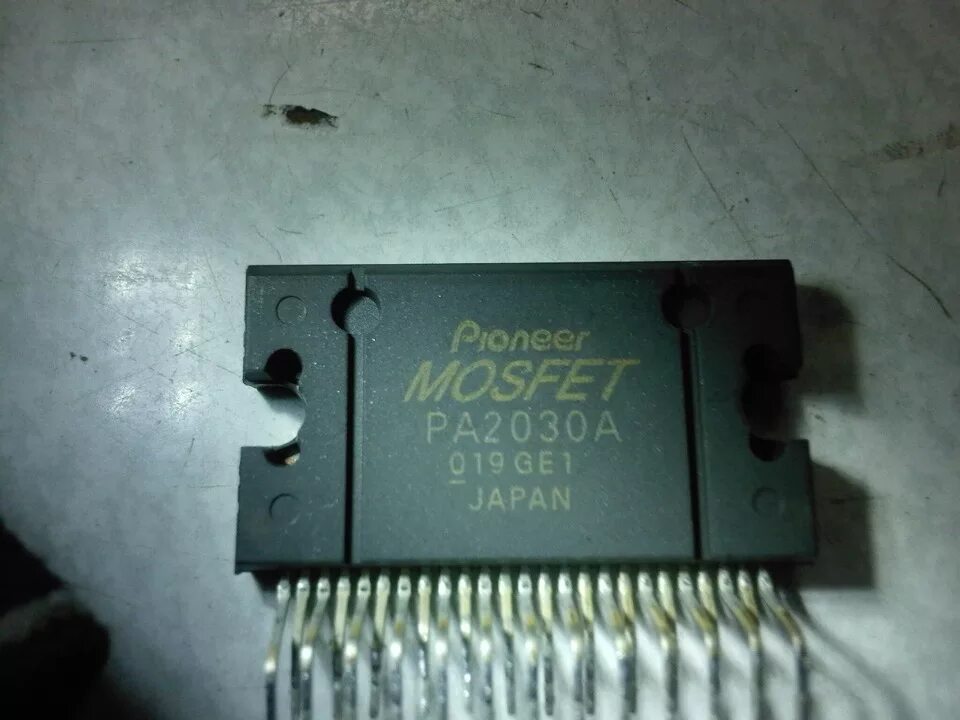 Pioneer
MOSFET
PA2030A
019GE1
JAPAN